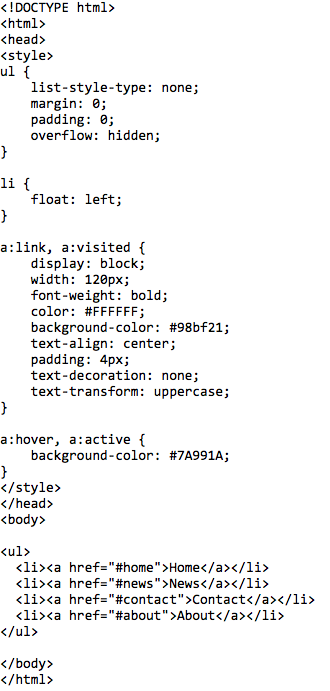 <!DOCTYPE html>
<html>
<head>
<style>
ul {
    list-style-type: none;
    margin: 0;
    padding: 0;
    overflow: hidden;
}

li {
    float: left;
}

a:link, a:visited {
    display: block;
    width: 120px;
    font-weight: bold;
    color: #FFFFFF;
    background-color: #98bf21;
    text-align: center;
    padding: 4px;
    text-decoration: none;
    text-transform: uppercase;
}

a:hover, a:active {
    background-color: #7A991A;
}
</style>
</head>
<body>

<ul>
  <li><a href="#home">Home</a></li>
  <li><a href="#news">News</a></li>
  <li><a href="#contact">Contact</a></li>
  <li><a href="#about">About</a></li>
</ul>

</body>
</html>